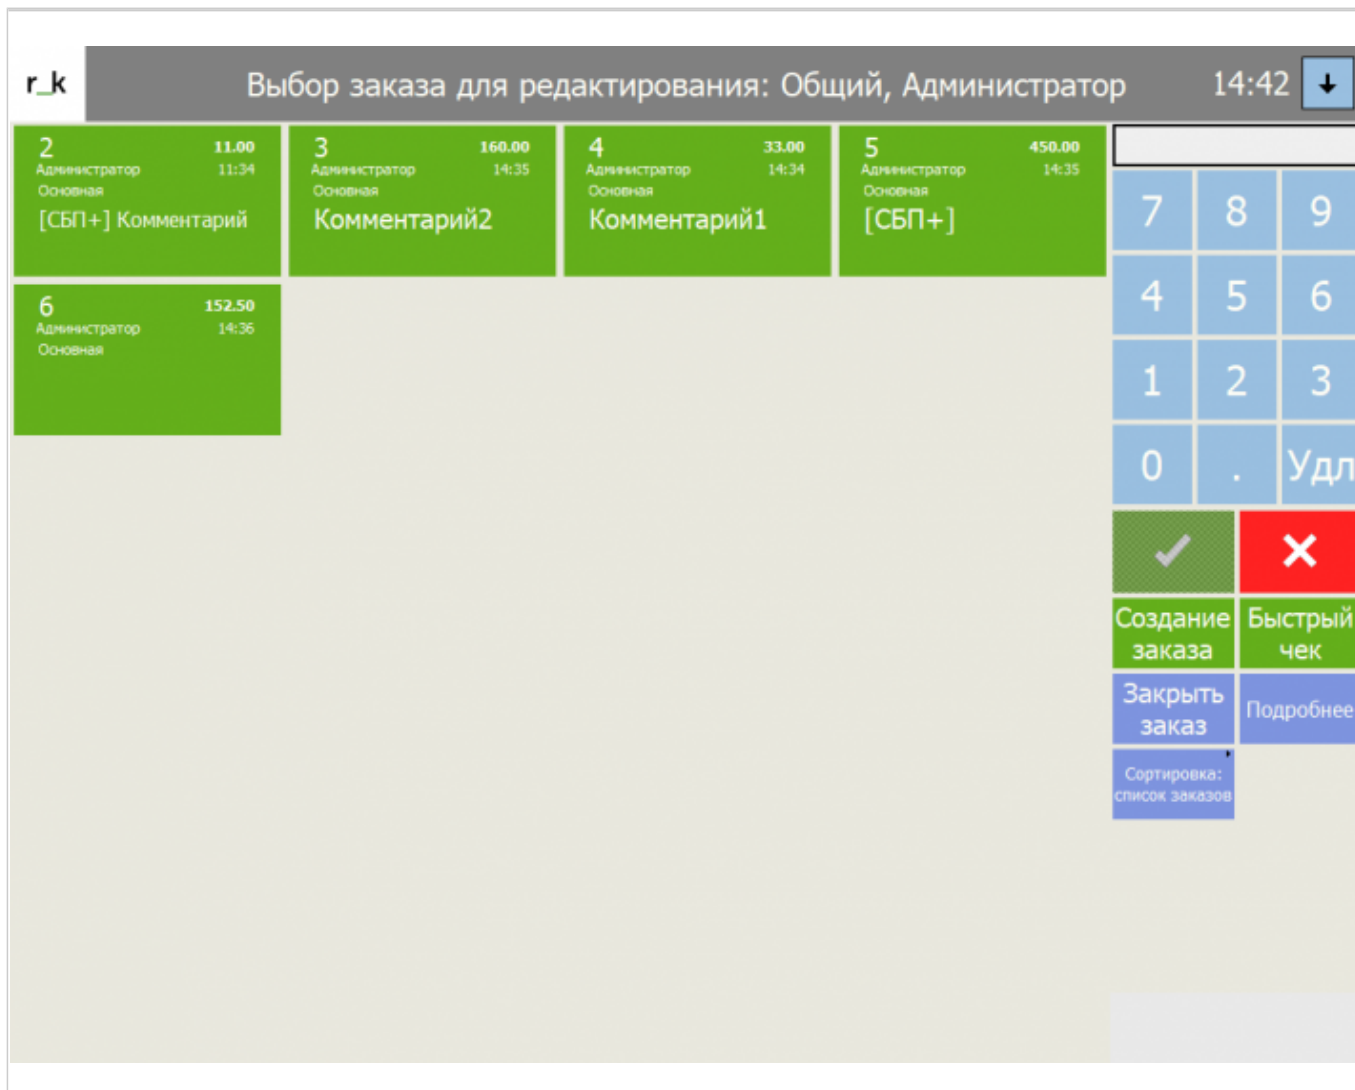 r_k
Выбор заказа для редактирования: Общий, Администратор
14:42
2 11.00
Администратор 11:34
Основная
[СБП+] Комментарий
3 160.00
Администратор 14:35
Основная
Комментарий2
4 33.00
Администратор 14:34
Основная
Комментарий1
5 450.00
Администратор 14:35
Основная
[СБП+]
6 152.50
Администратор 14:36
Основная
7 8 9
4 5 6
1 2 3
0 . Удл
Создание
заказа
Быстрый
чек
Закрыть
заказ
Подробнее
Сортировка:
список заказов